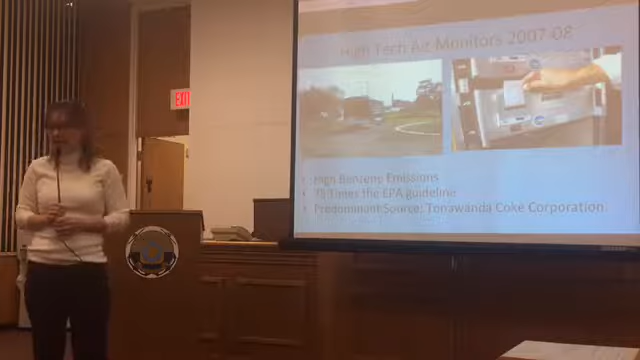 High Tech Air Monitors 2007-08
EXIT
• High Benzene Emissions
• 75 Times the EPA guideline
• Predominant Source: Tonawanda Coke Corporation